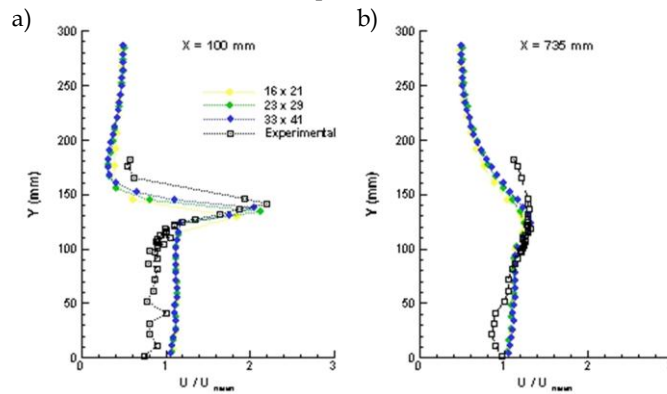 a)
b)
X = 100 mm
X = 735 mm
300
250
200
150
100
50
0
Y (mm)
16 x 21
23 x 29
33 x 41
Experimental
0
1
2
3
U / U
300
250
200
150
100
50
0
Y (mm)
0
1
2
U / U